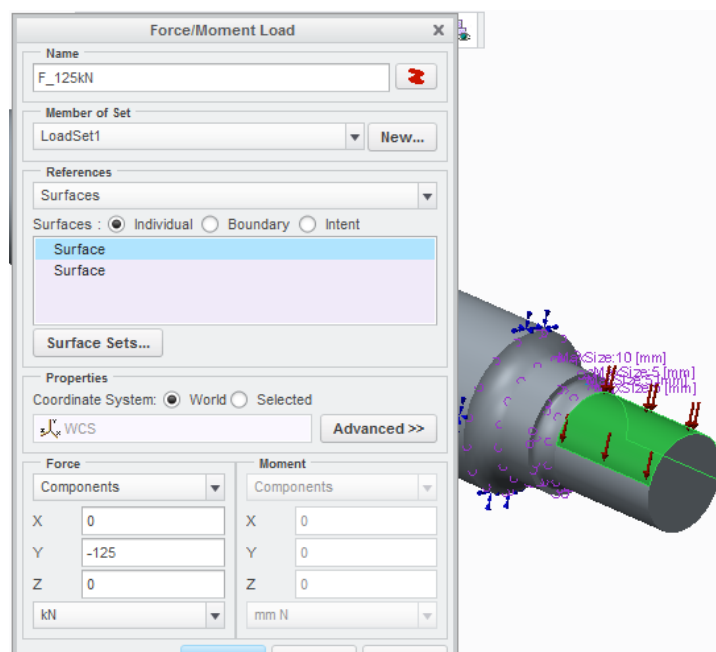 Force/Moment Load
Name
F_125kN
Member of Set
LoadSet1
New...
References
Surfaces
Surfaces : Individual Boundary Intent
Surface
Surface
Surface Sets...
Properties
Coordinate System: World Selected
WCS
Advanced >>
Force
Components
X 0
Y -125
Z 0
kN
Moment
Components
X 0
Y 0
Z 0
mm N
MaxSize:10 [mm]